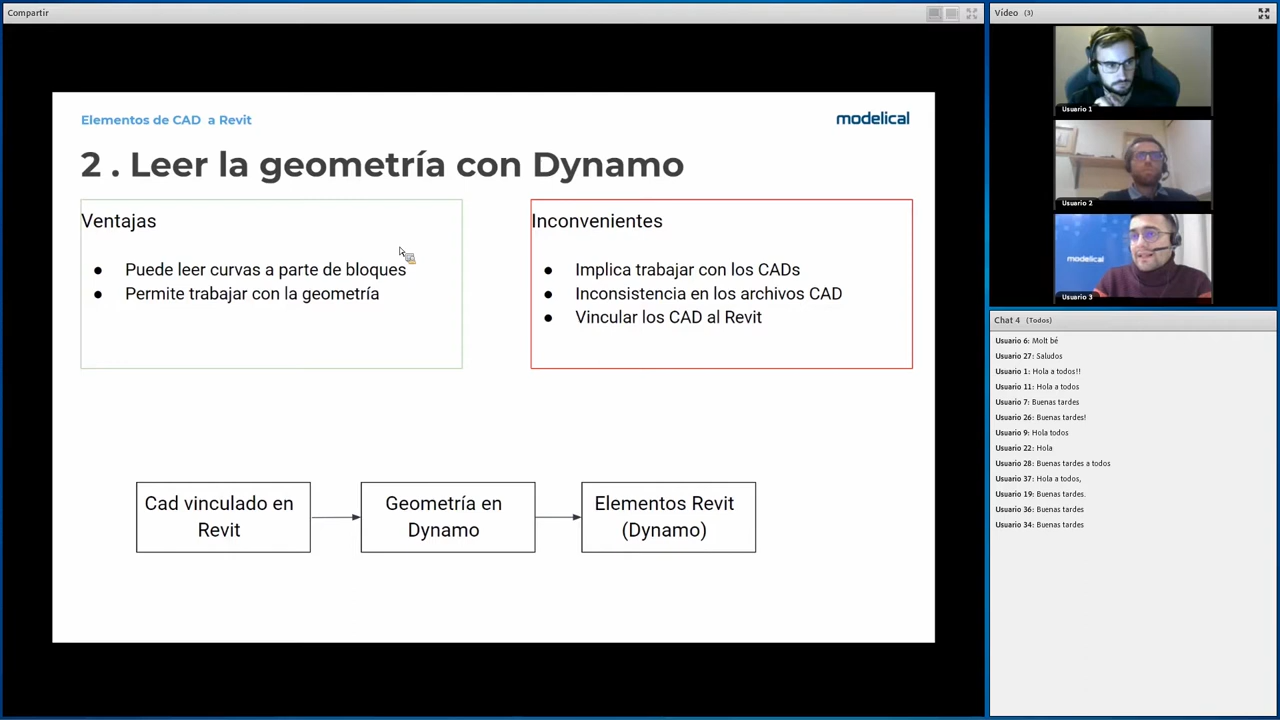 Compartir
Elementos de CAD a Revit
modelical
2 . Leer la geometría con Dynamo
Ventajas
● Puede leer curvas a parte de bloques
● Permite trabajar con la geometría
Inconvenientes
● Implica trabajar con los CADs
● Inconsistencia en los archivos CAD
● Vincular los CAD al Revit
Cad vinculado en
Revit
Geometría en
Dynamo
Elementos Revit
(Dynamo)
Vídeo (3)
Usuario 1
Usuario 2
modelical
Usuario 3
Chat 4 (Todos)
Usuario 6: Molt bé
Usuario 27: Saludos
Usuario 1: Hola a todos!!
Usuario 11: Hola a todos
Usuario 7: Buenas tardes
Usuario 26: Buenas tardes!
Usuario 9: Hola todos
Usuario 22: Hola
Usuario 28: Buenas tardes a todos
Usuario 37: Hola a todos,
Usuario 19: Buenas tardes.
Usuario 36: Buenas tardes
Usuario 34: Buenas tardes